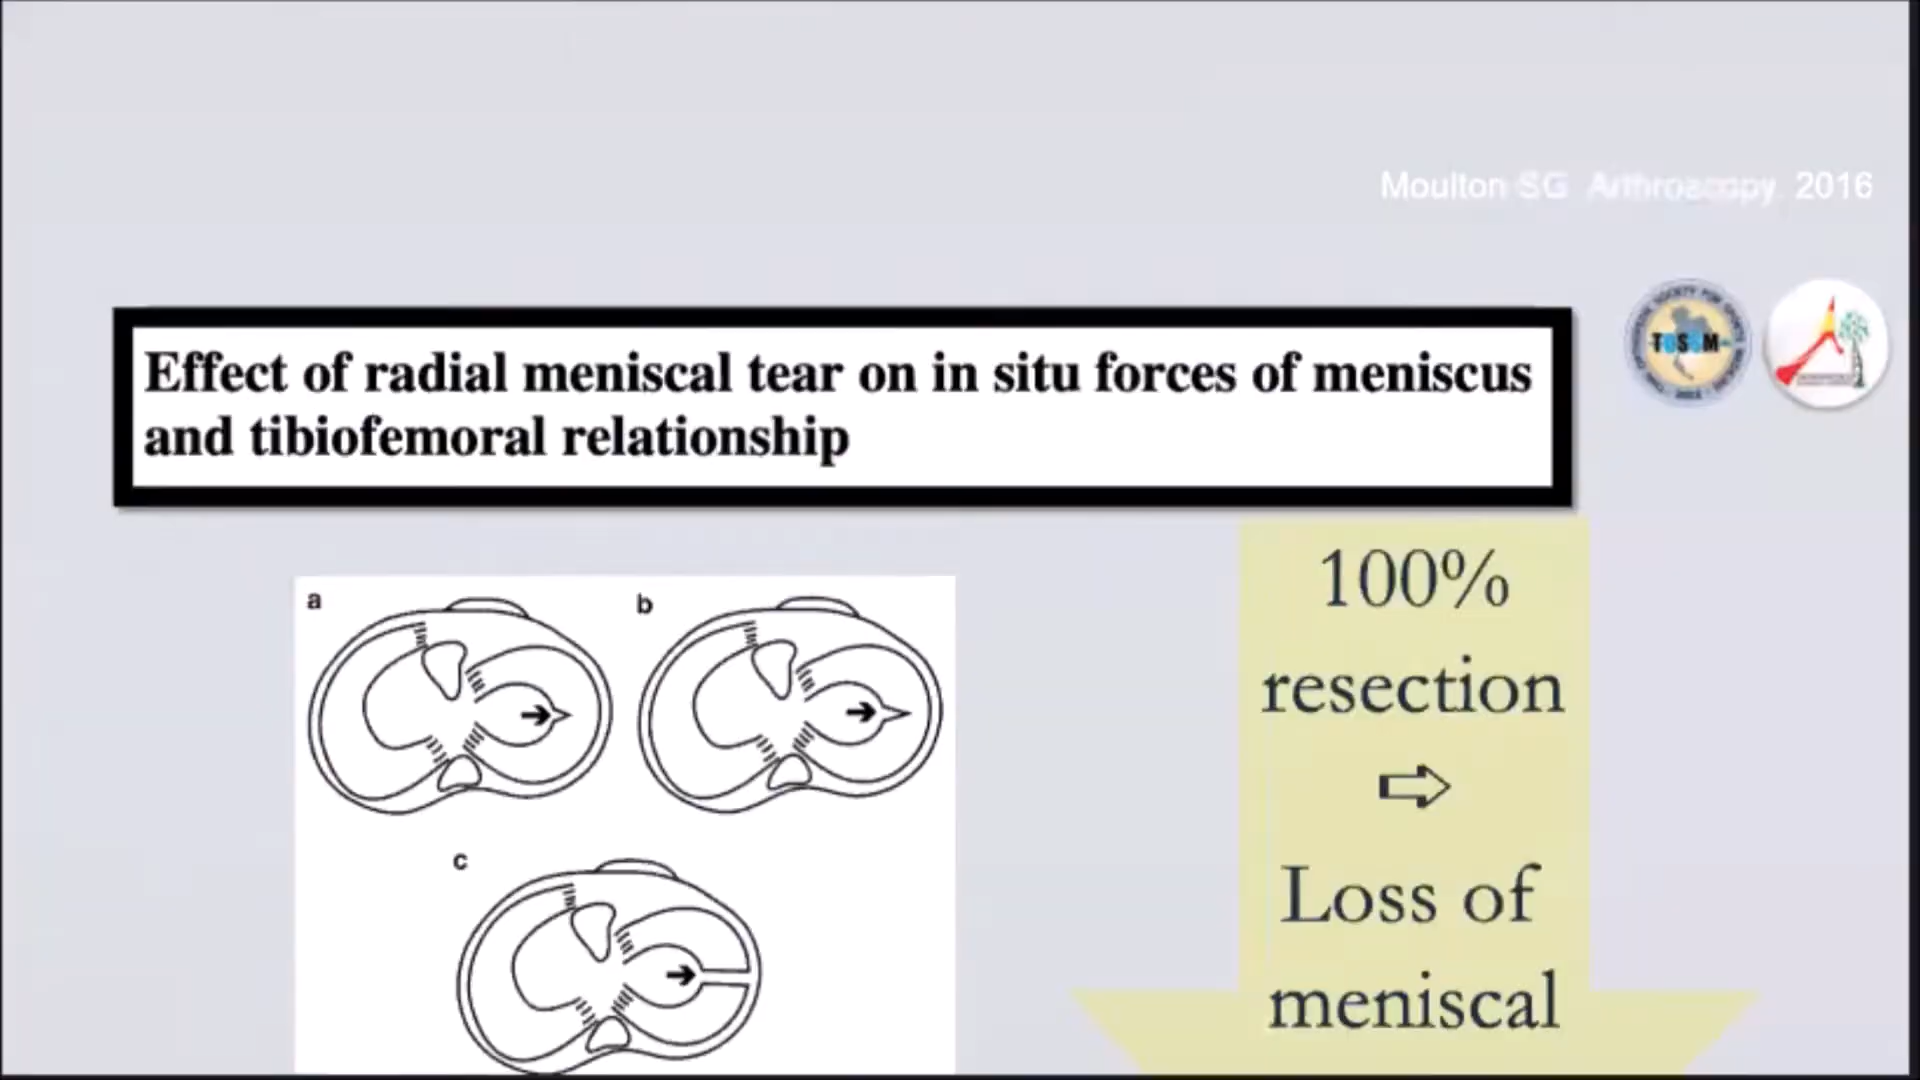 Moulton SG Arthroscopy 2016
Effect of radial meniscal tear on in situ forces of meniscus
and tibiofemoral relationship
TOSSM
a
b
c
100%
resection
Loss of
meniscal